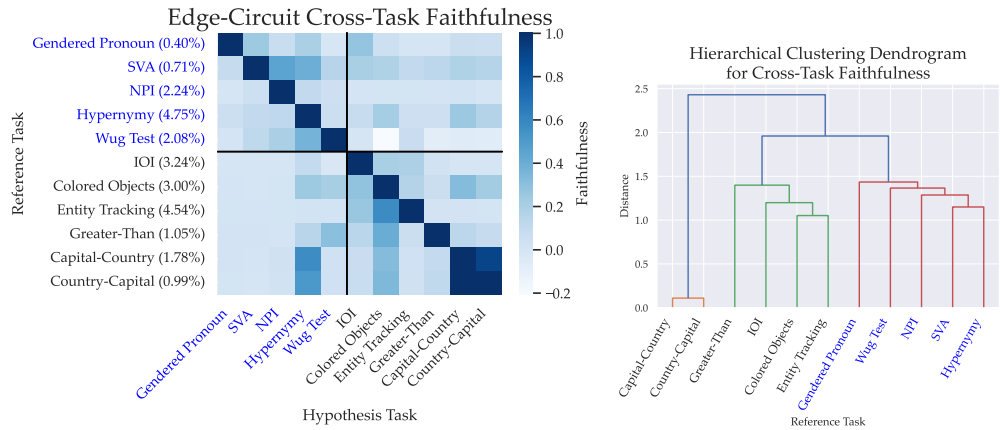 Edge-Circuit Cross-Task Faithfulness
Reference Task
Gendered Pronoun (0.40%)
SVA (0.71%)
NPI (2.24%)
Hypernymy (4.75%)
Wug Test (2.08%)
IOI (3.24%)
Colored Objects (3.00%)
Entity Tracking (4.54%)
Greater-Than (1.05%)
Capital-Country (1.78%)
Country-Capital (0.99%)
Gendered Pronoun
SVA
NPI
Hypernymy
Wug Test
IOI
Colored Objects
Entity Tracking
Greater-Than
Capital-Country
Country-Capital
Hypothesis Task
1.0
0.8
0.6
0.4
0.2
0.0
−0.2
Faithfulness
Hierarchical Clustering Dendrogram
for Cross-Task Faithfulness
Distance
2.5
2.0
1.5
1.0
0.5
0.0
Capital-Country
Country-Capital
Greater-Than
IOI
Colored Objects
Entity Tracking
Gendered Pronoun
Wug Test
NPI
SVA
Hypernymy
Reference Task